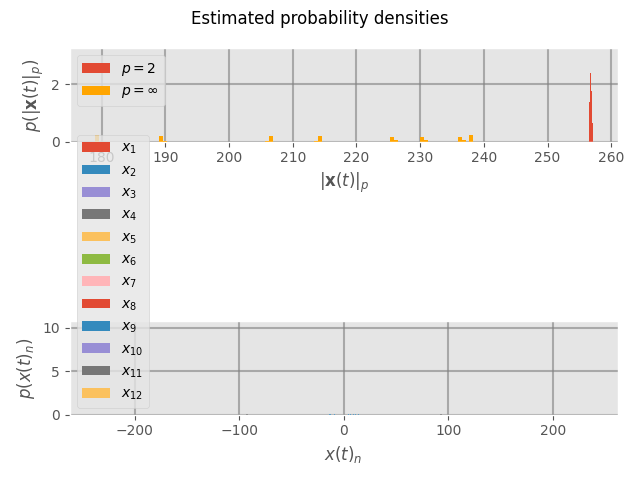 Estimated probability densities
p(|x(t)|_p)
2
0
p = 2
p = ∞
180 190 200 210 220 230 240 250 260
|x(t)|_p
x_1
x_2
x_3
x_4
x_5
x_6
x_7
x_8
x_9
x_10
x_11
x_12
p(x(t)_n)
10
5
0
−200 −100 0 100 200
x(t)_n